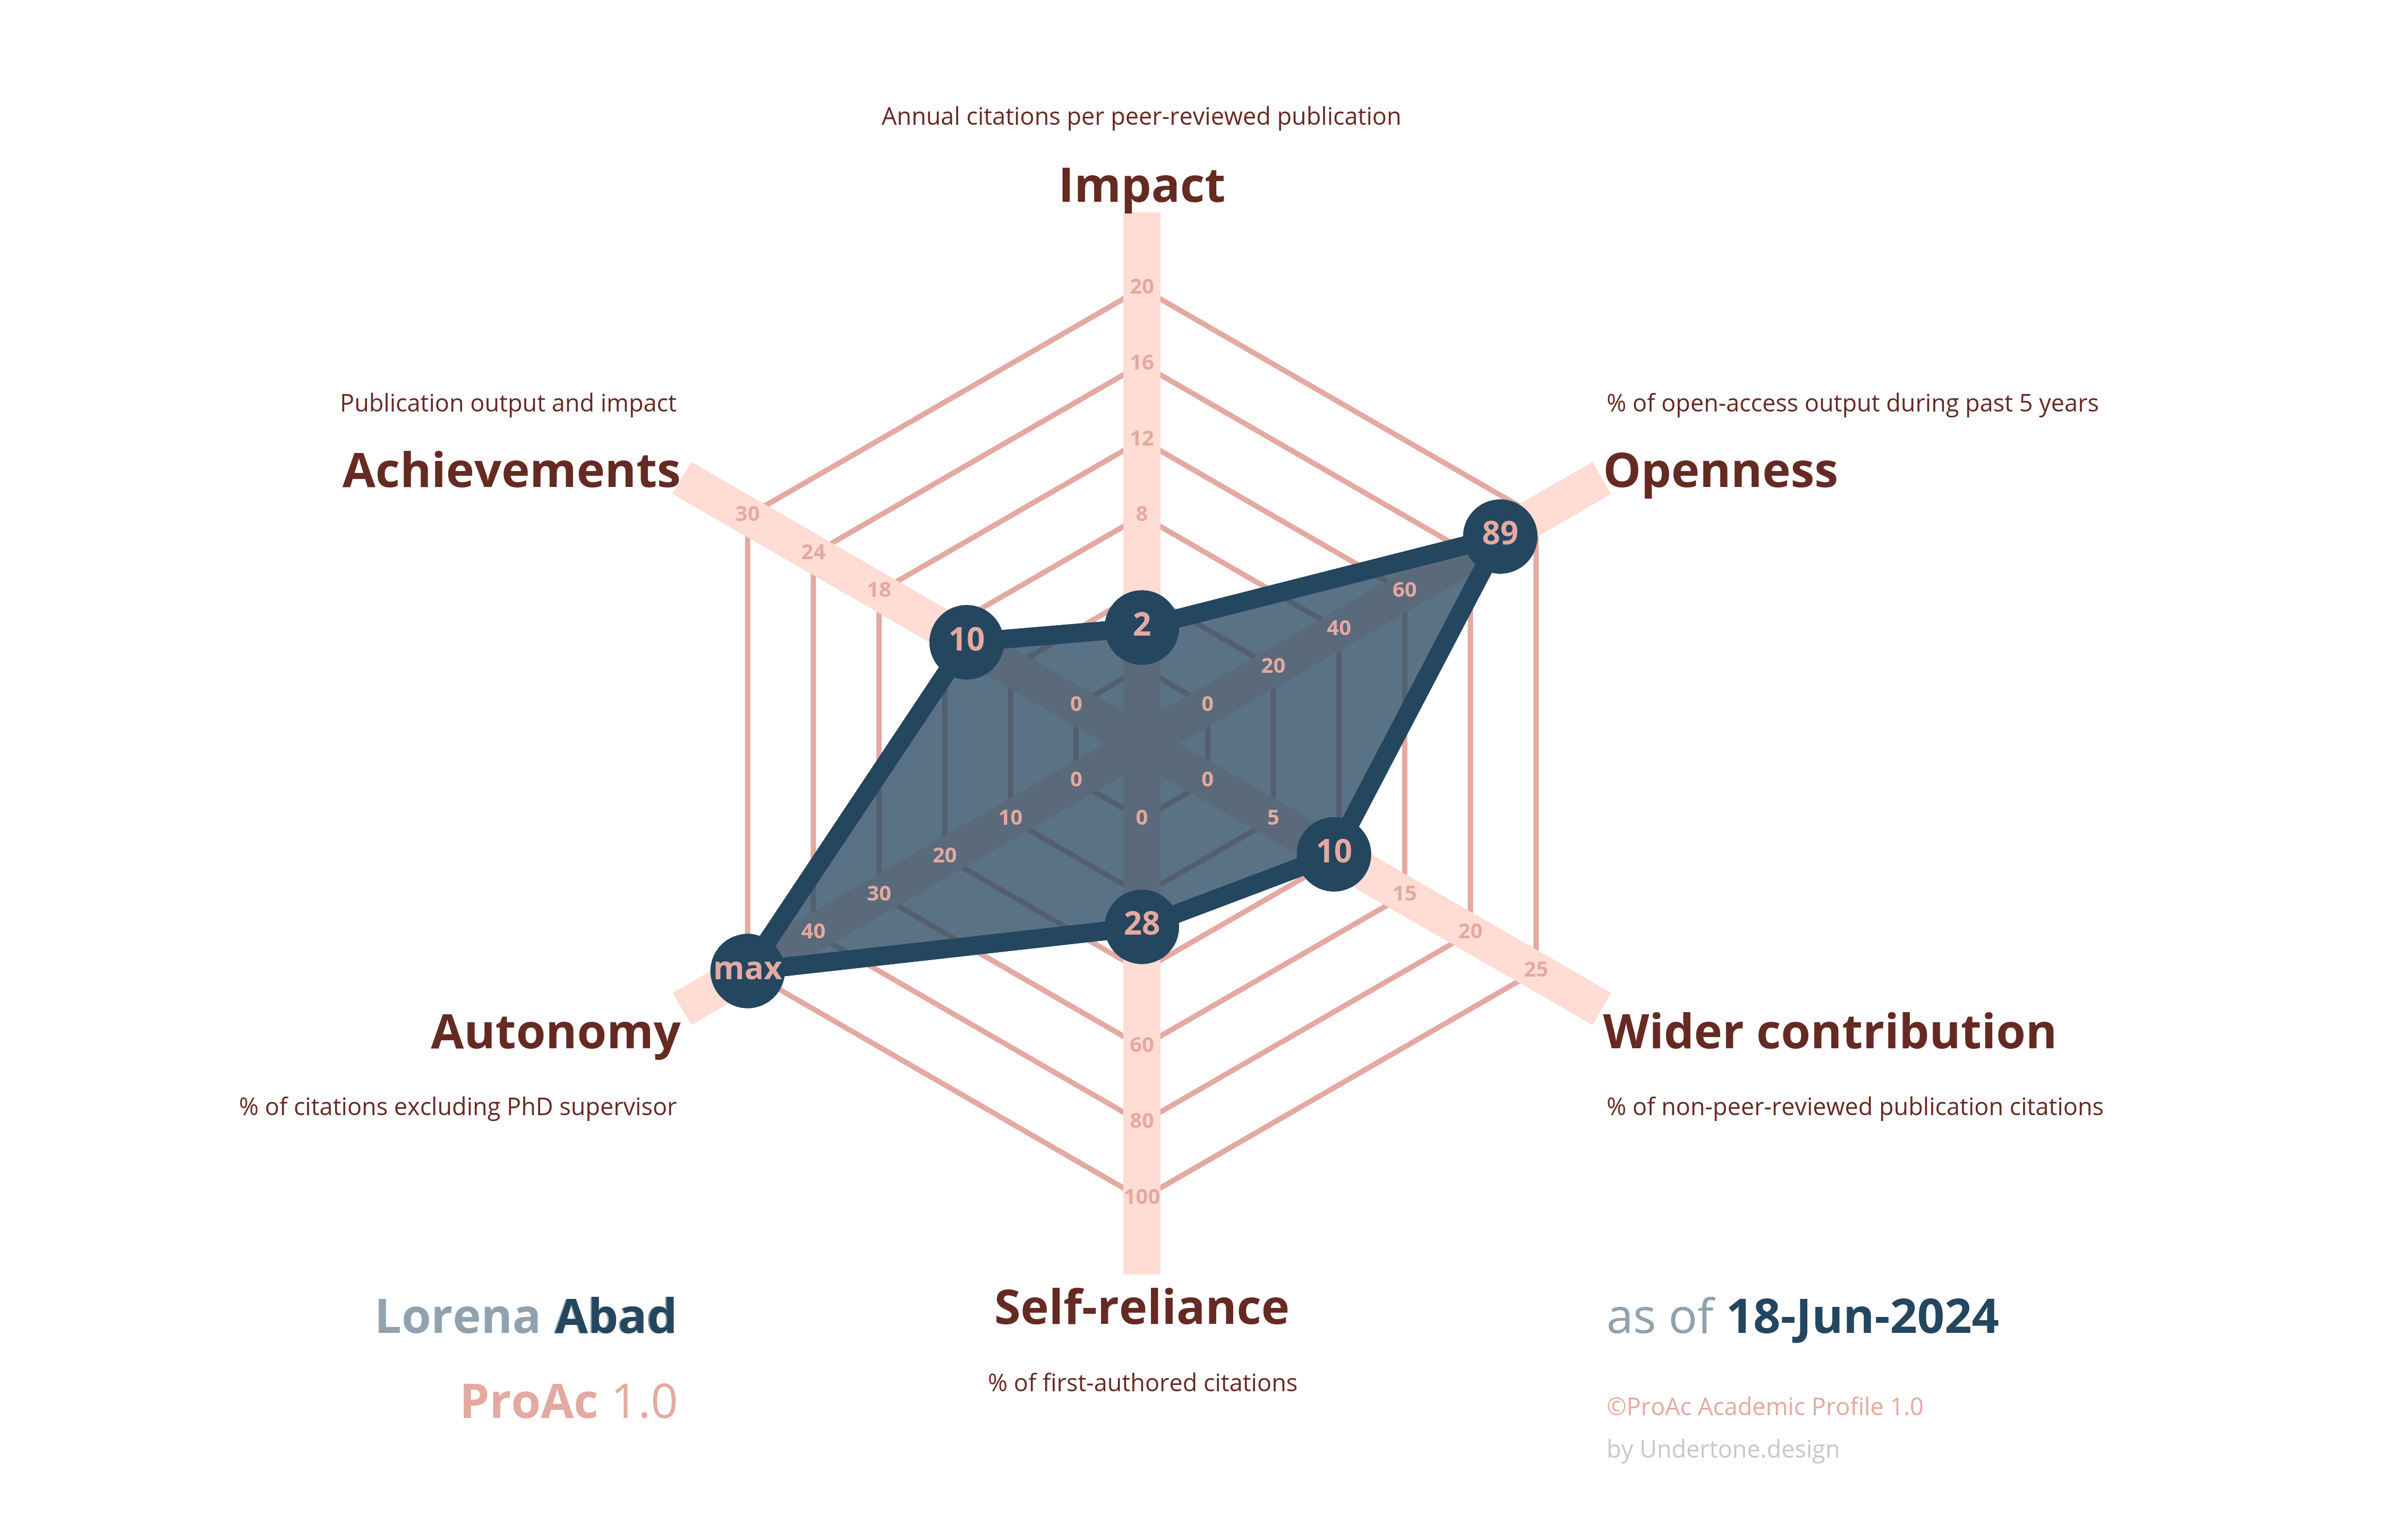 Annual citations per peer-reviewed publication
Impact
20
16
12
8
2
Publication output and impact
Achievements
30
24
18
10
0
% of open-access output during past 5 years
Openness
89
60
40
20
0
0
10
20
30
40
max
Autonomy
% of citations excluding PhD supervisor
0
28
60
80
100
Self-reliance
% of first-authored citations
0
5
10
15
20
25
Wider contribution
% of non-peer-reviewed publication citations
Lorena Abad
ProAc 1.0
as of 18-Jun-2024
©ProAc Academic Profile 1.0
by Undertone.design